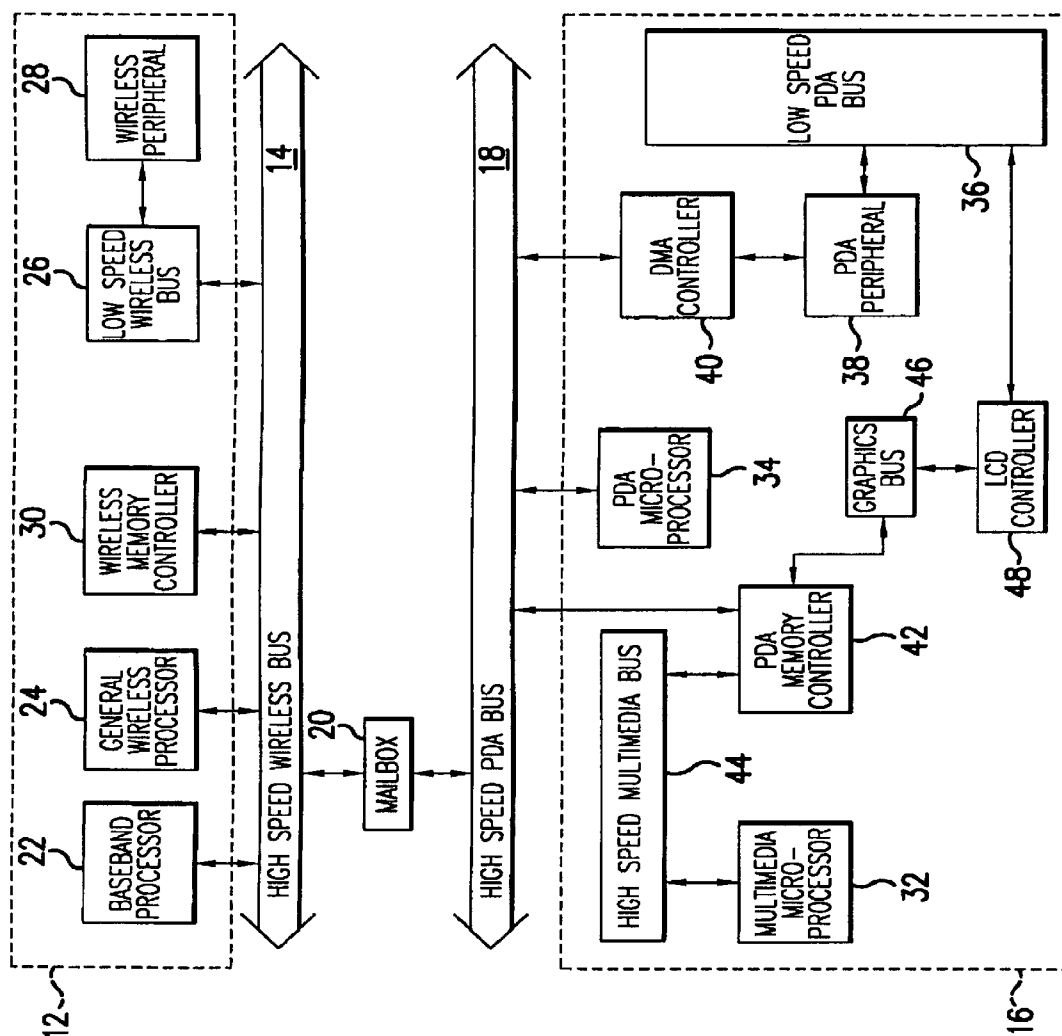 12
22
BASEBAND
PROCESSOR
24
GENERAL
WIRELESS
PROCESSOR
30
WIRELESS
MEMORY
CONTROLLER
26
LOW SPEED
WIRELESS
BUS
28
WIRELESS
PERIPHERAL
HIGH SPEED WIRELESS BUS
14
20
MAILBOX
HIGH SPEED PDA BUS
18
16
HIGH SPEED MULTIMEDIA BUS
44
MULTIMEDIA
MICRO-
PROCESSOR
32
PDA
MEMORY
CONTROLLER
42
PDA
MICRO-
PROCESSOR
34
GRAPHICS
BUS
46
LCD
CONTROLLER
48
DMA
CONTROLLER
40
PDA
PERIPHERAL
38
LOW SPEED
PDA
BUS
36